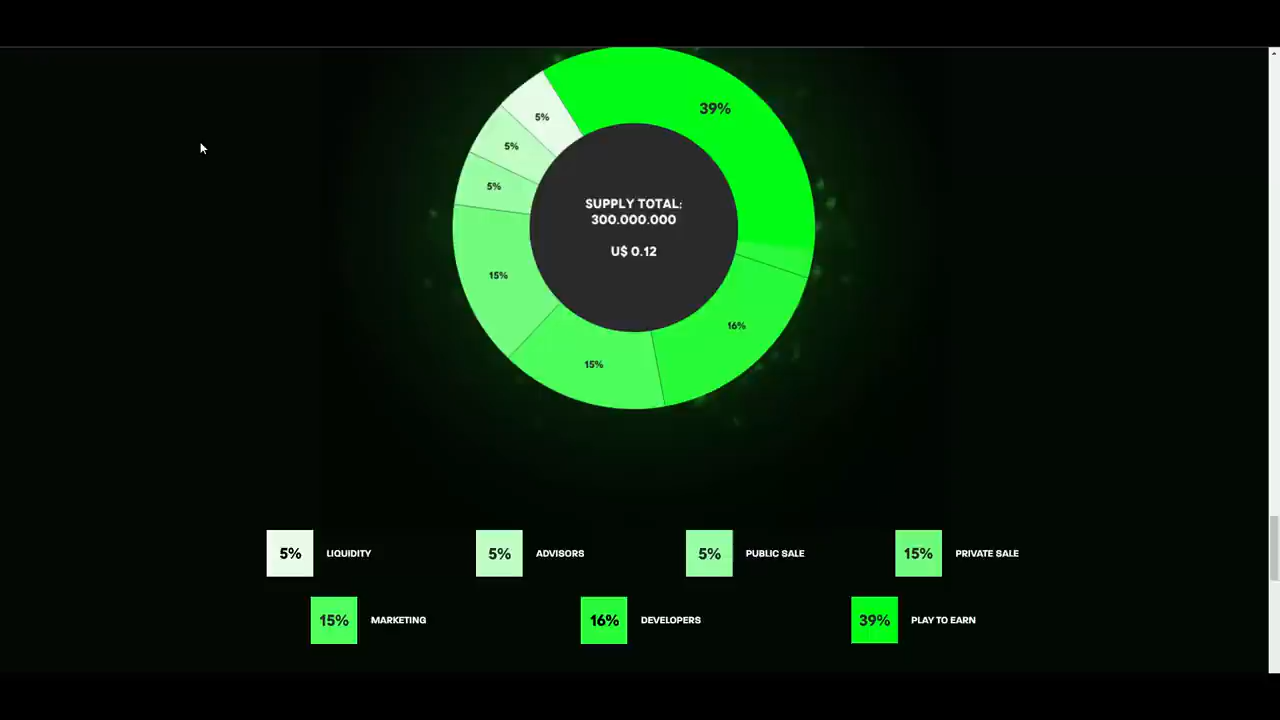 39%
5%
5%
5%
SUPPLY TOTAL:
300.000.000
U$ 0.12
15%
16%
15%
5% LIQUIDITY
5% ADVISORS
5% PUBLIC SALE
15% PRIVATE SALE
15% MARKETING
16% DEVELOPERS
39% PLAY TO EARN